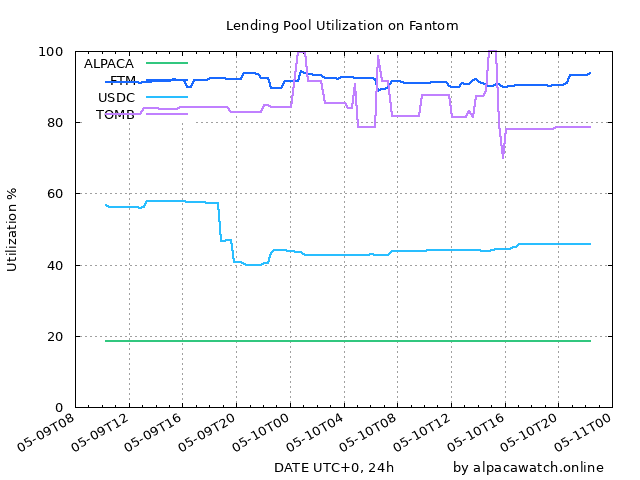 Lending Pool Utilization on Fantom
ALPACA
FTM
USDC
TOMB
Utilization %
100
80
60
40
20
0
05-09T08
05-09T12
05-09T16
05-09T20
05-10T00
05-10T04
05-10T08
05-10T12
05-10T16
05-10T20
05-11T00
DATE UTC+0, 24h
by alpacawatch.online